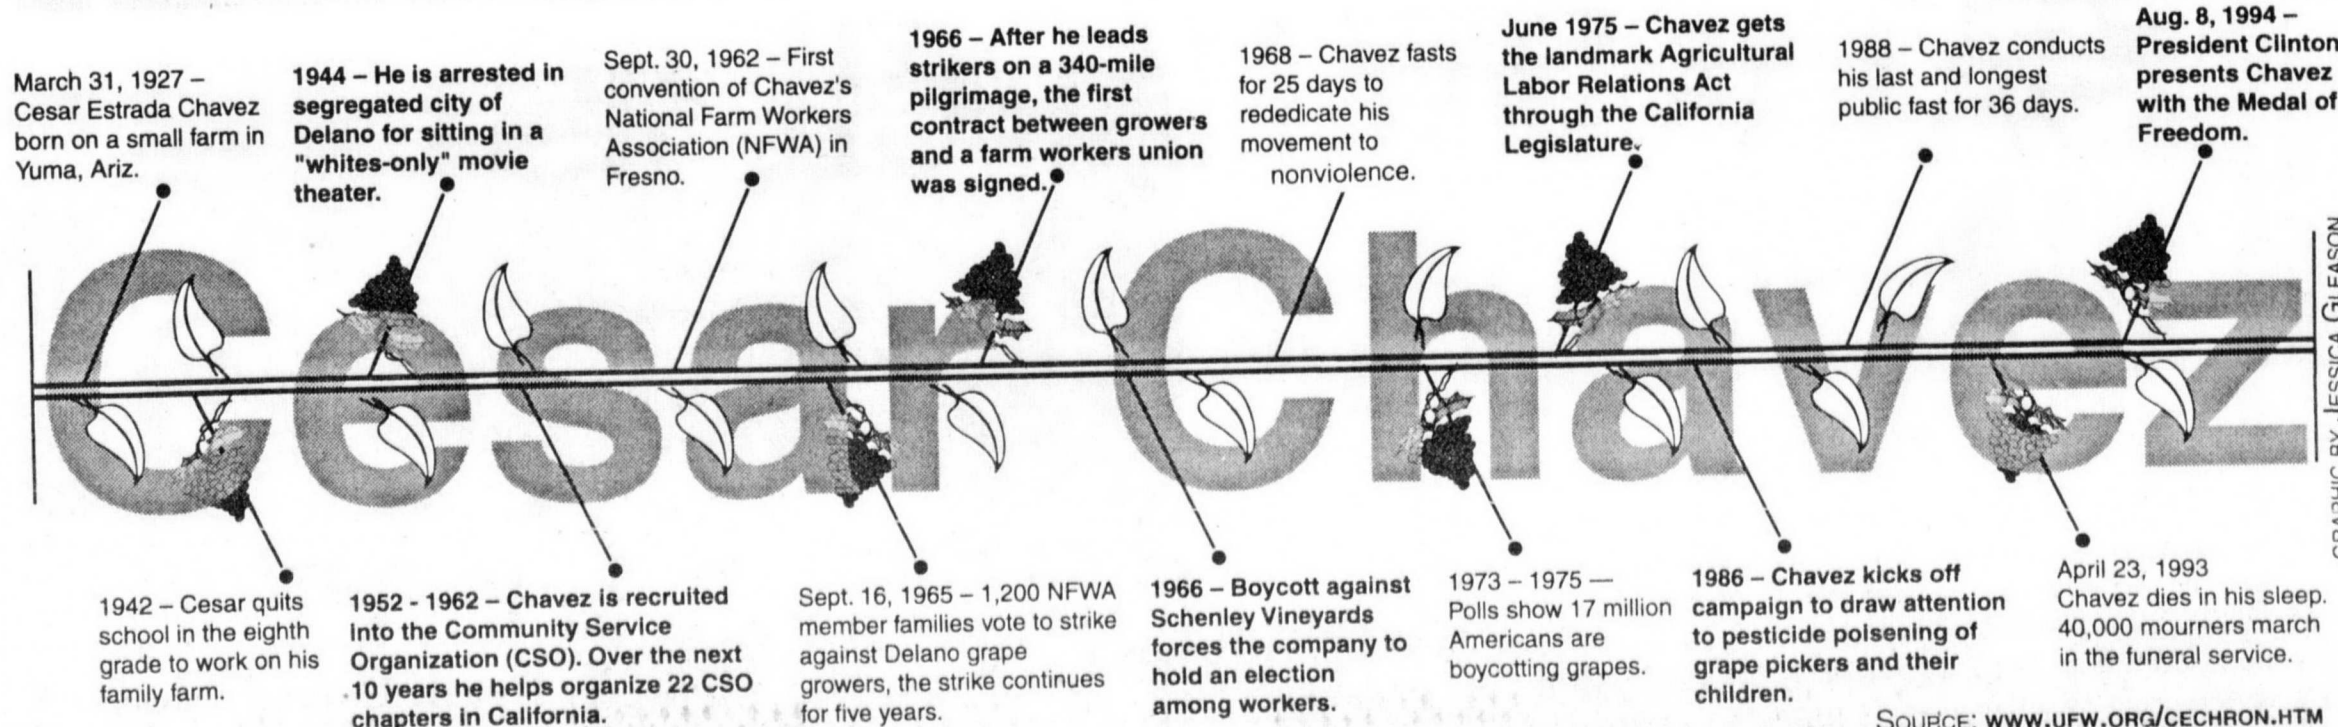 March 31, 1927 –
Cesar Estrada Chavez
born on a small farm in
Yuma, Ariz.
1944 – He is arrested in
segregated city of
Delano for sitting in a
"whites-only" movie
theater.
Sept. 30, 1962 – First
convention of Chavez's
National Farm Workers
Association (NFWA) in
Fresno.
1966 – After he leads
strikers on a 340-mile
pilgrimage, the first
contract between growers
and a farm workers union
was signed.
1968 – Chavez fasts
for 25 days to
rededicate his
movement to
nonviolence.
June 1975 – Chavez gets
the landmark Agricultural
Labor Relations Act
through the California
Legislature.
1988 – Chavez conducts
his last and longest
public fast for 36 days.
Aug. 8, 1994 –
President Clinton
presents Chavez
with the Medal of
Freedom.
Cesar Chavez
1942 – Cesar quits
school in the eighth
grade to work on his
family farm.
1952 - 1962 – Chavez is recruited
into the Community Service
Organization (CSO). Over the next
10 years he helps organize 22 CSO
chapters in California.
Sept. 16, 1965 – 1,200 NFWA
member families vote to strike
against Delano grape
growers, the strike continues
for five years.
1966 – Boycott against
Schenley Vineyards
forces the company to
hold an election
among workers.
1973 – 1975 —
Polls show 17 million
Americans are
boycotting grapes.
1986 – Chavez kicks off
campaign to draw attention
to pesticide poisening of
grape pickers and their
children.
April 23, 1993
Chavez dies in his sleep.
40,000 mourners march
in the funeral service.
GRAPHIC BY JESSICA GLEASON
SOURCE: WWW.UFW.ORG/CECHRON.HTM